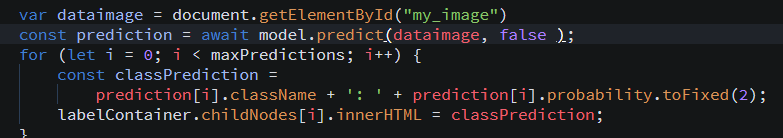 var dataimage = document.getElementById("my_image")
const prediction = await model.predict(dataimage, false );
for (let i = 0; i < maxPredictions; i++) {
const classPrediction =
prediction[i].className + ': ' + prediction[i].probability.toFixed(2);
labelContainer.childNodes[i].innerHTML = classPrediction;
}